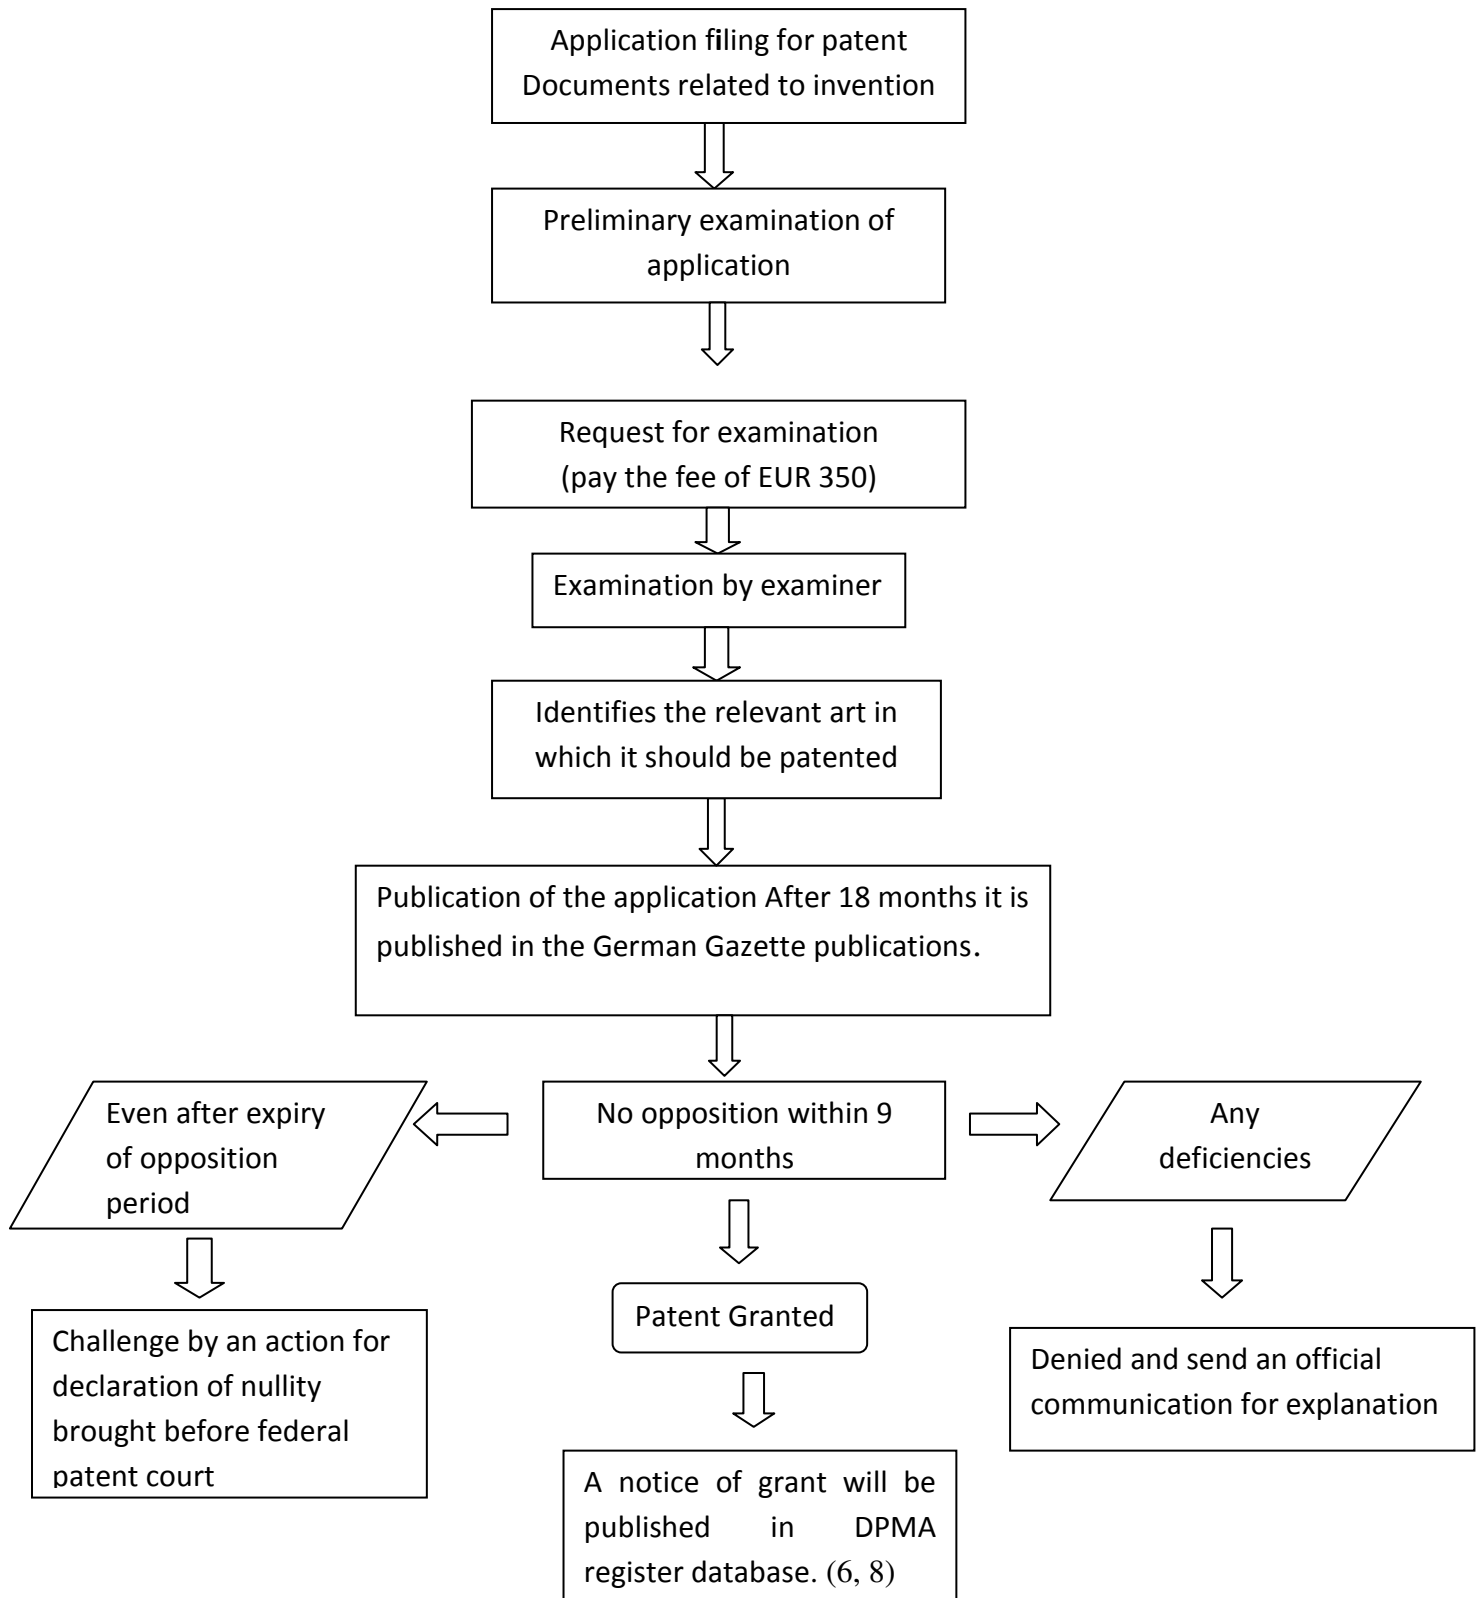 Application filing for patent
Documents related to invention
Preliminary examination of
application
Request for examination
(pay the fee of EUR 350)
Examination by examiner
Identifies the relevant art in
which it should be patented
Publication of the application After 18 months it is
published in the German Gazette publications.
Even after expiry
of opposition
period
No opposition within 9
months
Any
deficiencies
Challenge by an action for
declaration of nullity
brought before federal
patent court
Patent Granted
Denied and send an official
communication for explanation
A notice of grant will be
published in DPMA
register database. (6, 8)